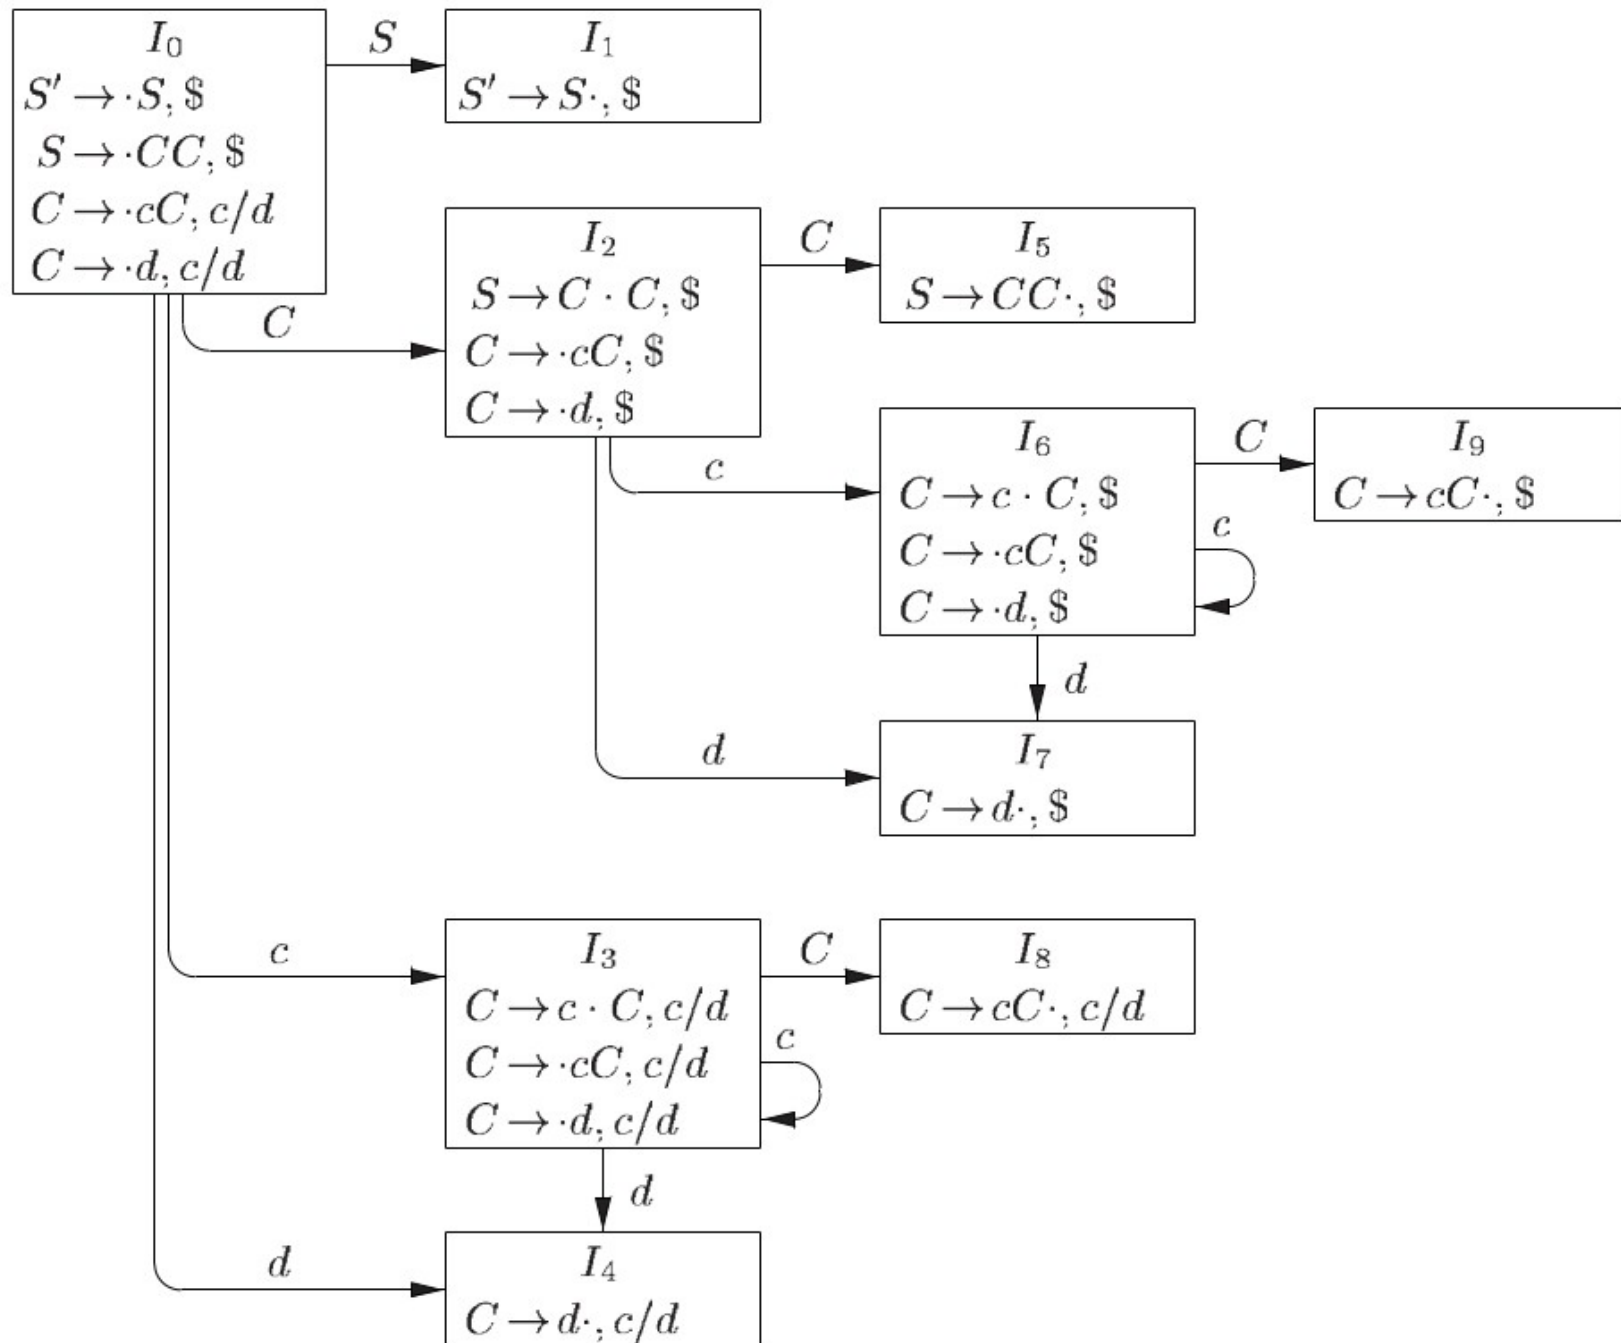 I₀
S′ → ·S, $
S → ·CC, $
C → ·cC, c/d
C → ·d, c/d
S
I₁
S′ → S·, $
C
I₂
S → C · C, $
C → ·cC, $
C → ·d, $
C
I₅
S → CC·, $
c
I₆
C → c · C, $
C → ·cC, $
C → ·d, $
C
I₉
C → cC·, $
c
d
d
I₇
C → d·, $
c
I₃
C → c · C, c/d
C → ·cC, c/d
C → ·d, c/d
C
I₈
C → cC·, c/d
c
d
d
I₄
C → d·, c/d